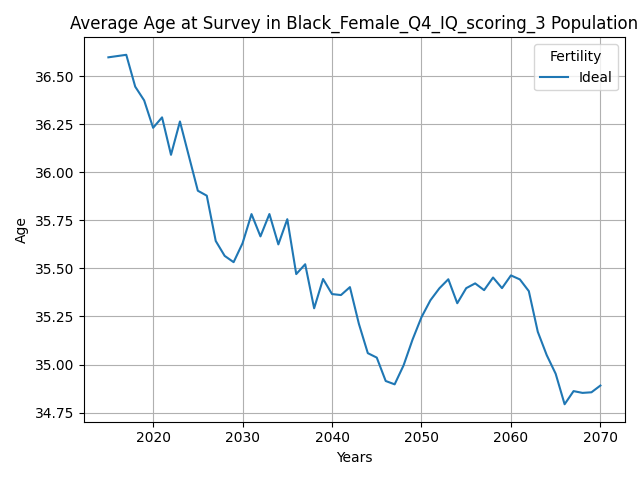 Average Age at Survey in Black_Female_Q4_IQ_scoring_3 Population
Fertility
Ideal
36.50
36.25
36.00
35.75
35.50
35.25
35.00
34.75
Age
2020 2030 2040 2050 2060 2070
Years